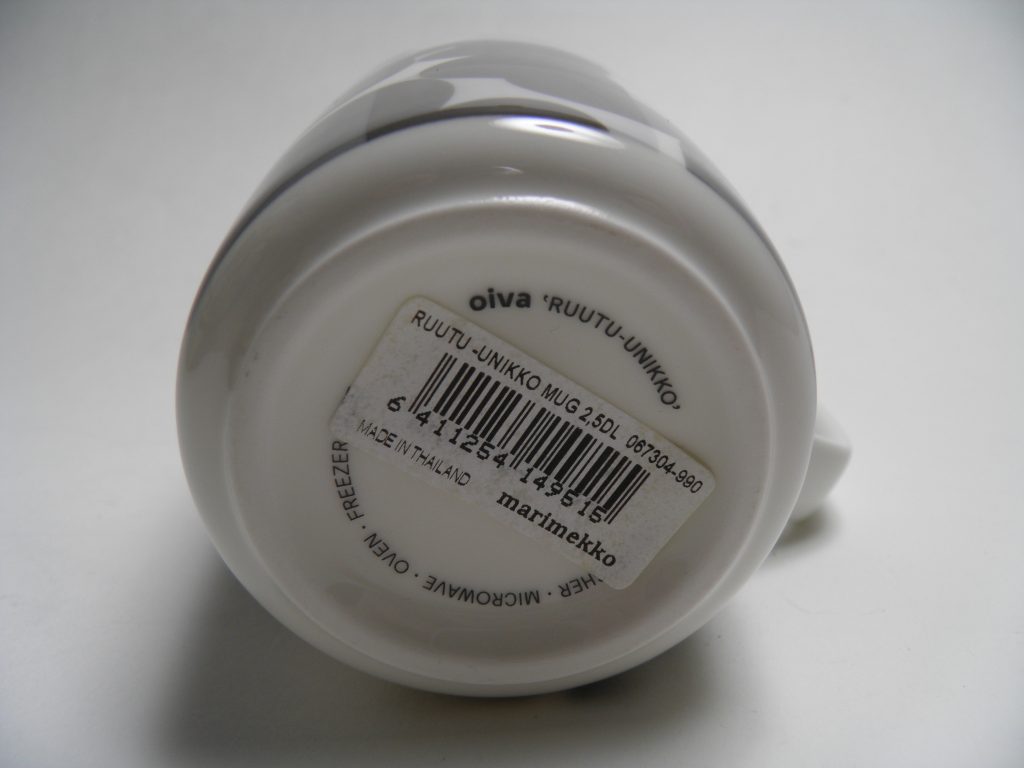 oiva 'RUUTU-UNIKKO'
RUUTU -UNIKKO MUG 2,5DL 067304-990
6 411254 149515
MADE IN THAILAND
marimekko
HER · MICROWAVE · OVEN · FREEZER